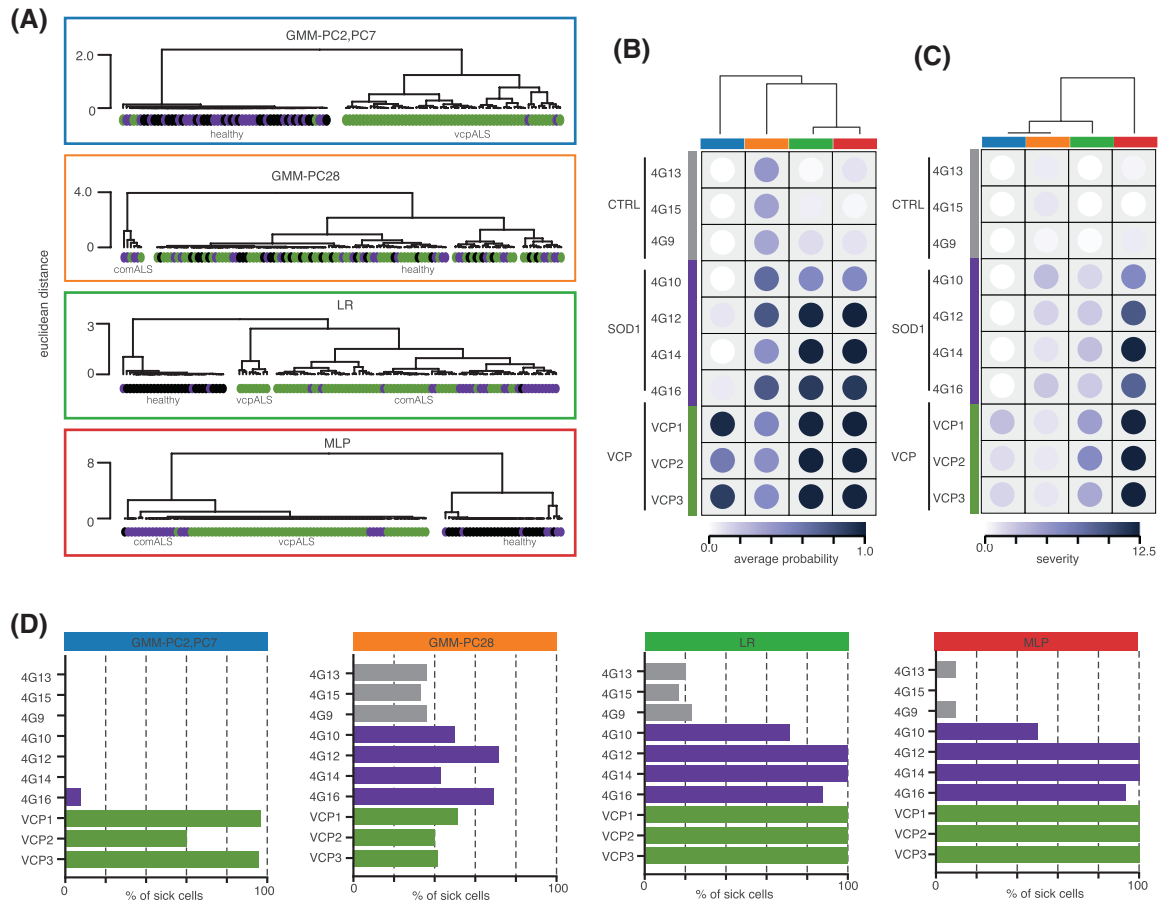 (A)
GMM-PC2,PC7
2.0
0
healthy
vcpALS
GMM-PC28
4.0
0
comALS
healthy
LR
3
0
healthy
vcpALS
comALS
MLP
8
0
comALS
vcpALS
healthy
euclidean distance
(B)
CTRL
4G13
4G15
4G9
SOD1
4G10
4G12
4G14
4G16
VCP
VCP1
VCP2
VCP3
0.0
1.0
average probability
(C)
CTRL
4G13
4G15
4G9
SOD1
4G10
4G12
4G14
4G16
VCP
VCP1
VCP2
VCP3
0.0
12.5
severity
(D)
GMM-PC2,PC7
4G13
4G15
4G9
4G10
4G12
4G14
4G16
VCP1
VCP2
VCP3
0
100
% of sick cells
GMM-PC28
4G13
4G15
4G9
4G10
4G12
4G14
4G16
VCP1
VCP2
VCP3
0
100
% of sick cells
LR
4G13
4G15
4G9
4G10
4G12
4G14
4G16
VCP1
VCP2
VCP3
0
100
% of sick cells
MLP
4G13
4G15
4G9
4G10
4G12
4G14
4G16
VCP1
VCP2
VCP3
0
100
% of sick cells